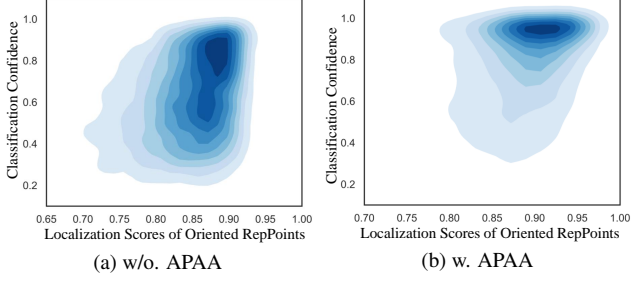 Classification Confidence
1.0
0.8
0.6
0.4
0.2
0.65 0.70 0.75 0.80 0.85 0.90 0.95 1.00
Localization Scores of Oriented RepPoints
(a) w/o. APAA
Classification Confidence
1.0
0.8
0.6
0.4
0.2
0.70 0.75 0.80 0.85 0.90 0.95 1.00
Localization Scores of Oriented RepPoints
(b) w. APAA